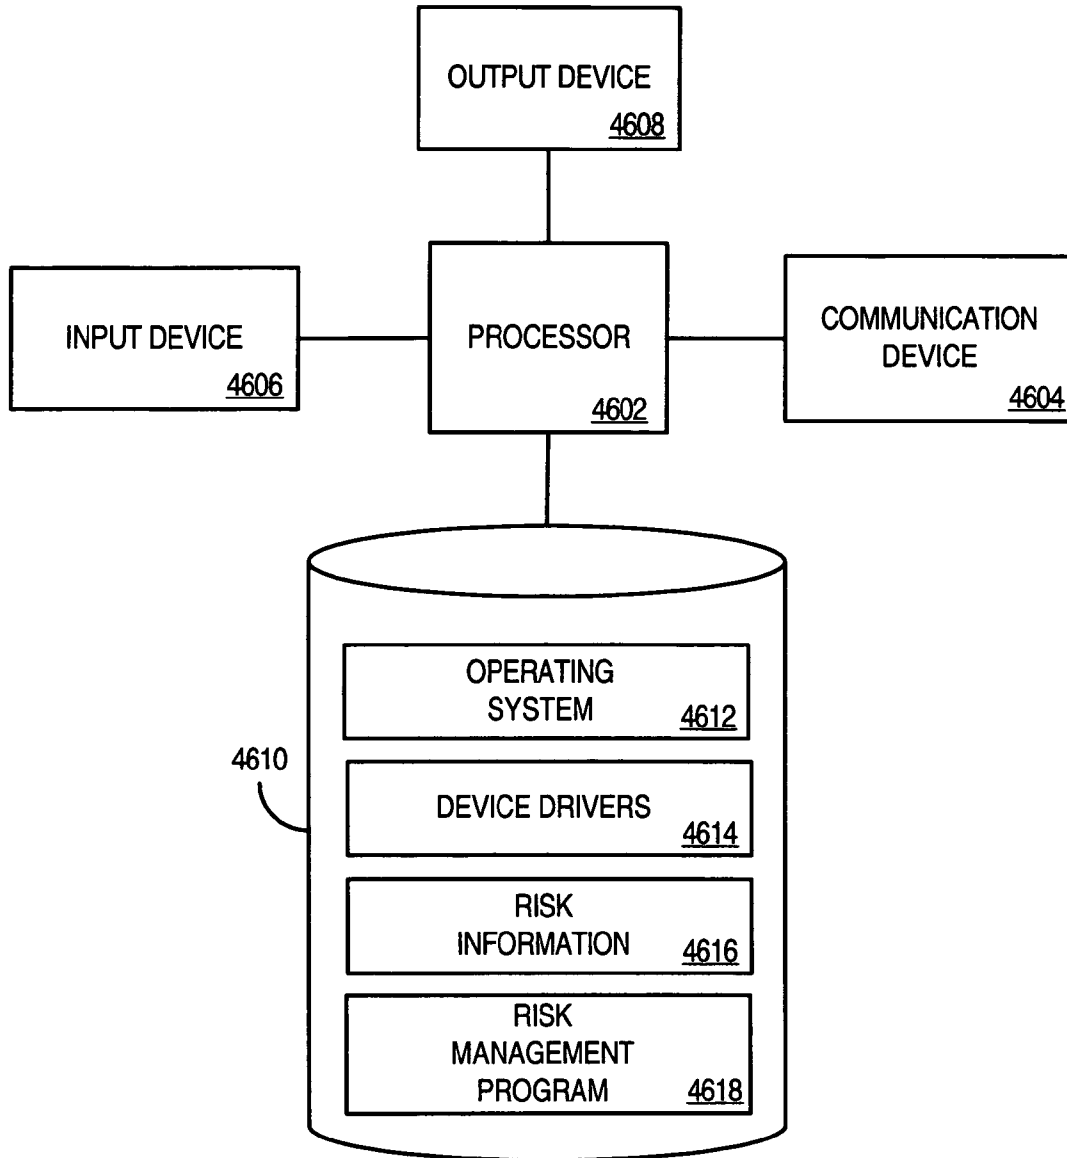 OUTPUT DEVICE
4608
INPUT DEVICE
4606
PROCESSOR
4602
COMMUNICATION
DEVICE
4604
OPERATING
SYSTEM
4612
4610
DEVICE DRIVERS
4614
RISK
INFORMATION
4616
RISK
MANAGEMENT
PROGRAM
4618